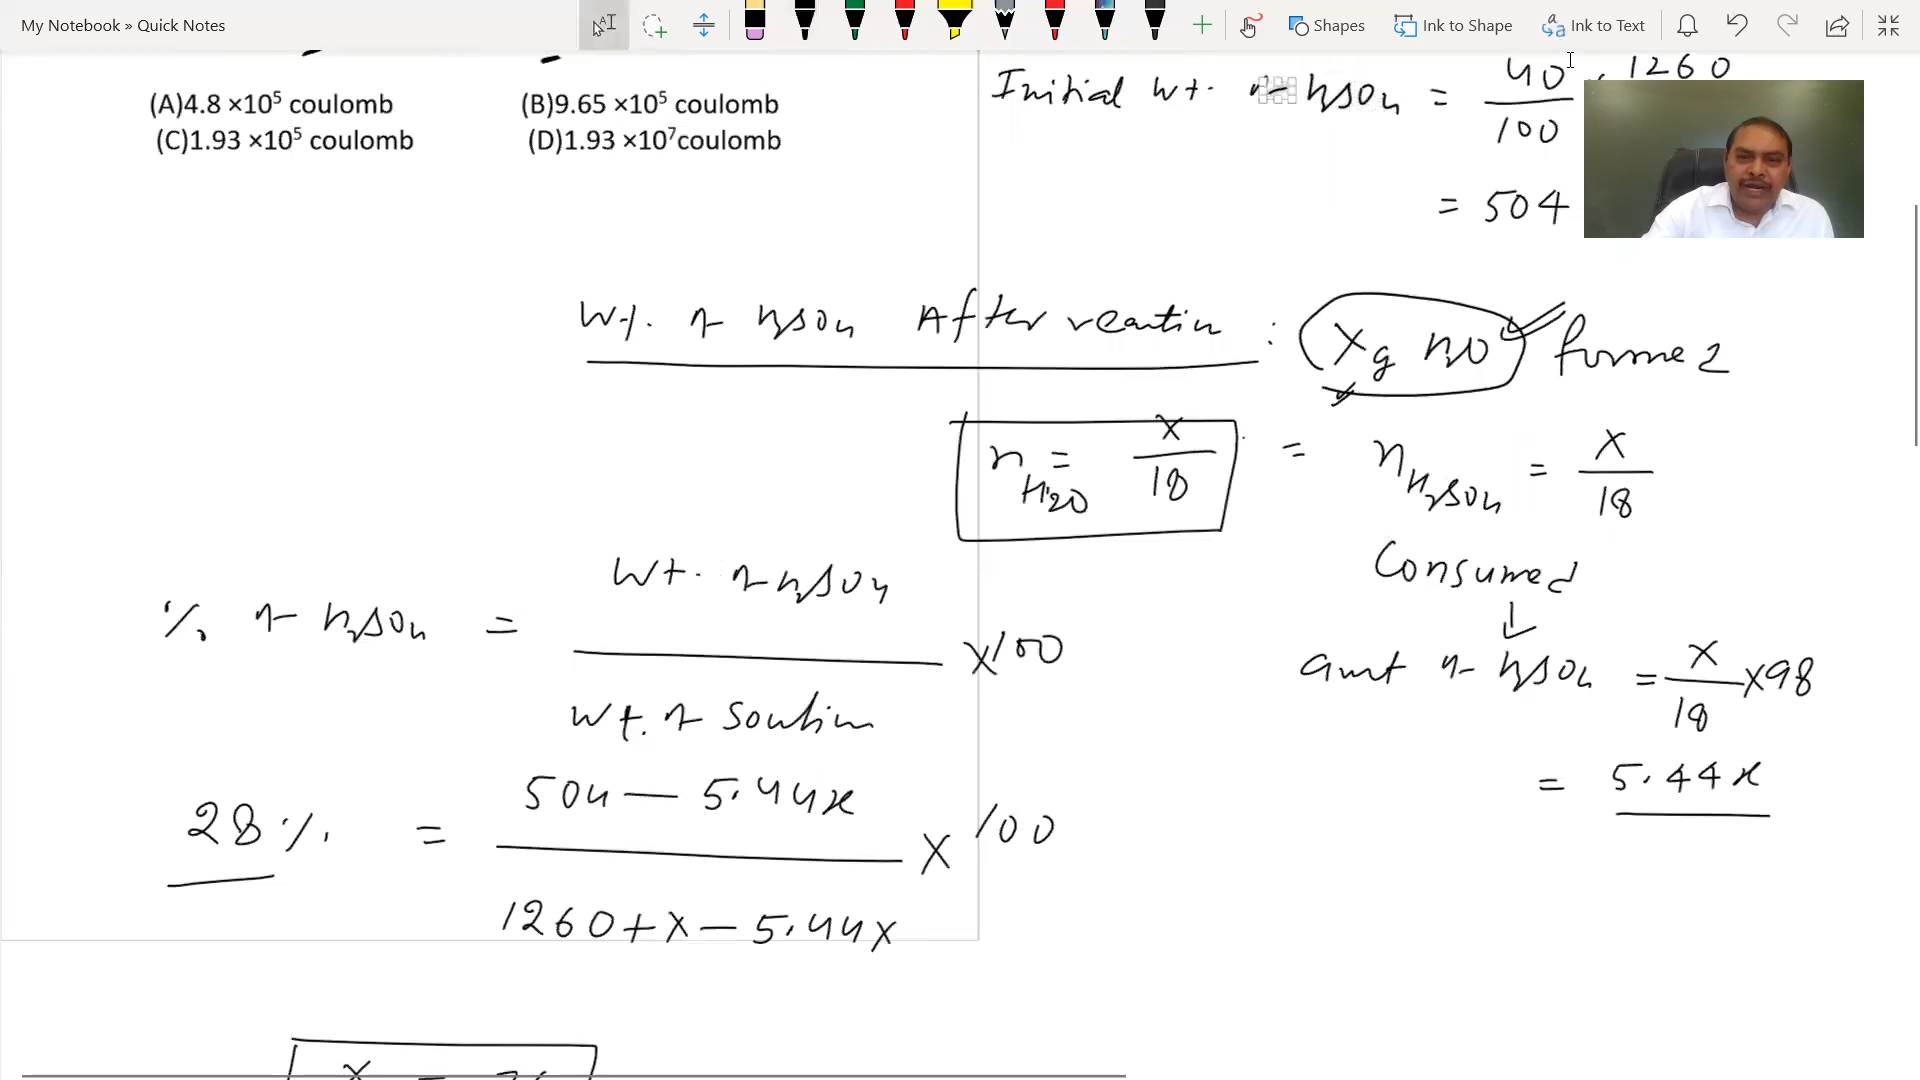 My Notebook » Quick Notes
Shapes
Ink to Shape
Ink to Text
(A)4.8 ×10⁵ coulomb (B)9.65 ×10⁵ coulomb
(C)1.93 ×10⁵ coulomb (D)1.93 ×10⁷coulomb
Initial wt. of H2SO4 = 40/100 × 1260
= 504
Wt. of H2SO4 After reaction : x g H2O formed
n H2O = x/18 = n H2SO4 = x/18
Consumed
↓
amt of H2SO4 = x/18 ×98
= 5.44x
% of H2SO4 = Wt. of H2SO4 / Wt. of Solution ×100
28 % = 504 — 5.44x / 1260+x — 5.44x × 100
x =